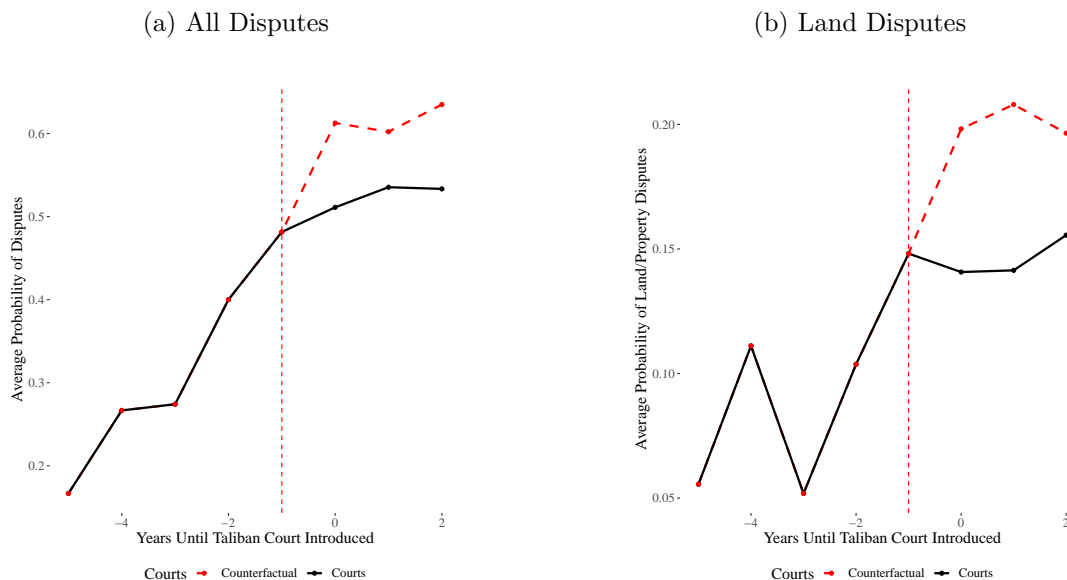 (a) All Disputes
Average Probability of Disputes
0.6
0.5
0.4
0.3
0.2
−4 −2 0 2
Years Until Taliban Court Introduced
Courts Counterfactual Courts
(b) Land Disputes
Average Probability of Land/Property Disputes
0.20
0.15
0.10
0.05
−4 −2 0 2
Years Until Taliban Court Introduced
Courts Counterfactual Courts